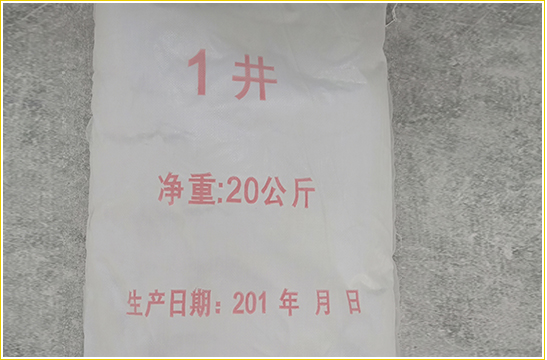 1井
净重:20公斤
生产日期：201 年 月 日